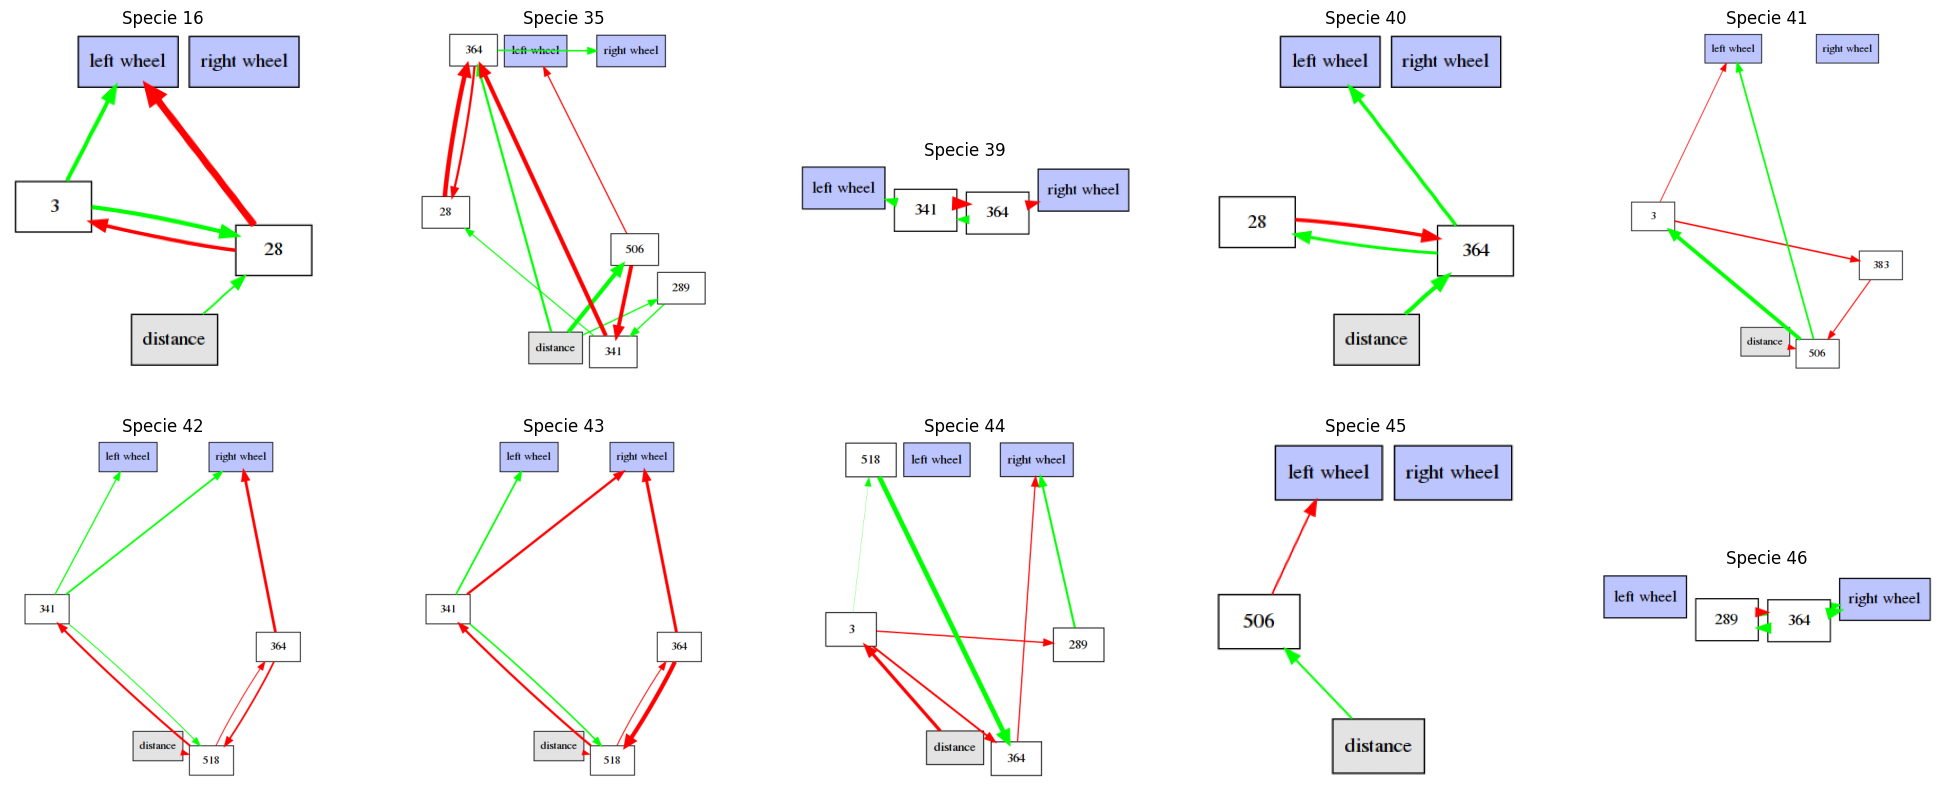 Specie 16
left wheel
right wheel
3
28
distance
Specie 35
364
left wheel
right wheel
28
506
289
distance
341
Specie 39
left wheel
341
364
right wheel
Specie 40
left wheel
right wheel
28
364
distance
Specie 41
left wheel
right wheel
3
383
distance
506
Specie 42
left wheel
right wheel
341
364
distance
518
Specie 43
left wheel
right wheel
341
364
distance
518
Specie 44
518
left wheel
right wheel
3
289
distance
364
Specie 45
left wheel
right wheel
506
distance
Specie 46
left wheel
289
364
right wheel